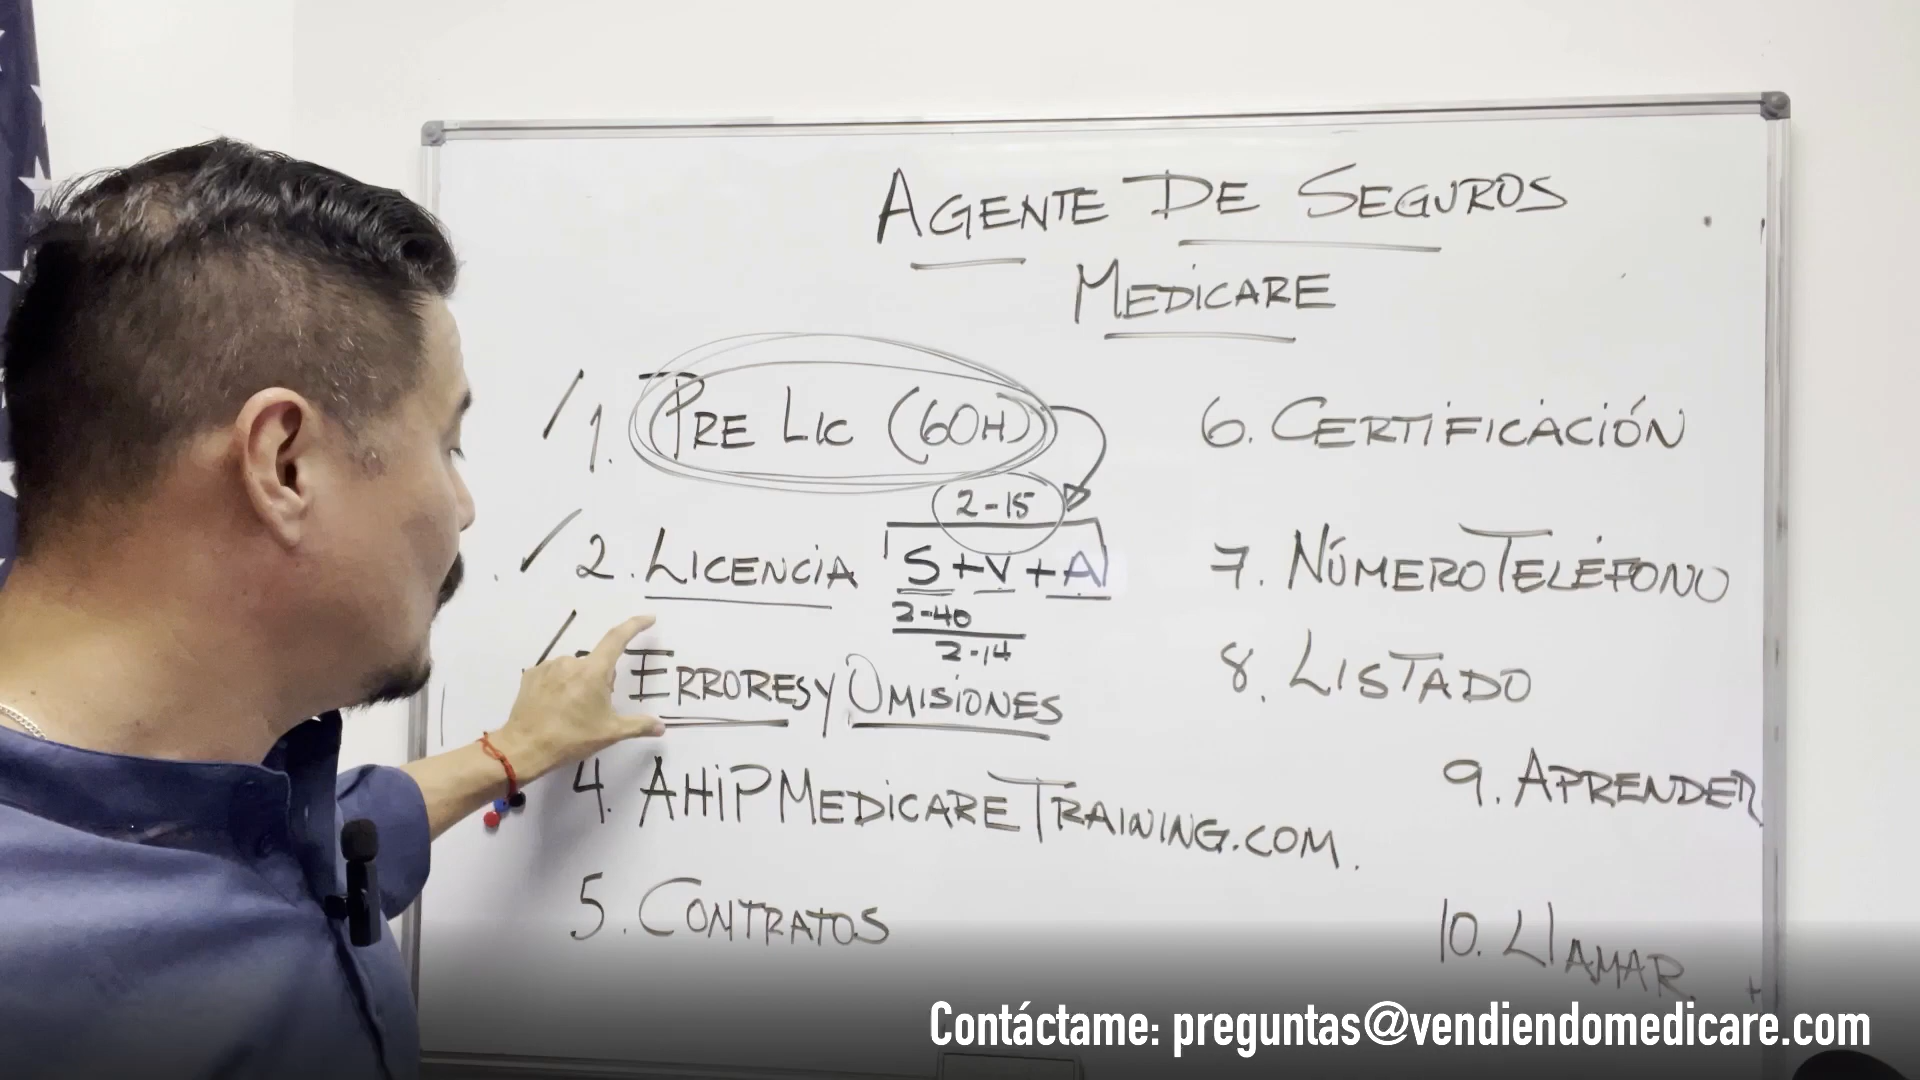 AGENTE DE SEGUROS
MEDICARE
1. PRE LIC (60H)
2-15
2. LICENCIA S+V+A
2-40
2-14
ERRORES Y OMISIONES
4. AHIPMEDICARETRAINING.COM.
5. CONTRATOS
6. CERTIFICACIÓN
7. NÚMERO TELÉFONO
8. LISTADO
9. APRENDER
10. LlAMAR
Contáctame: preguntas@vendiendomedicare.com